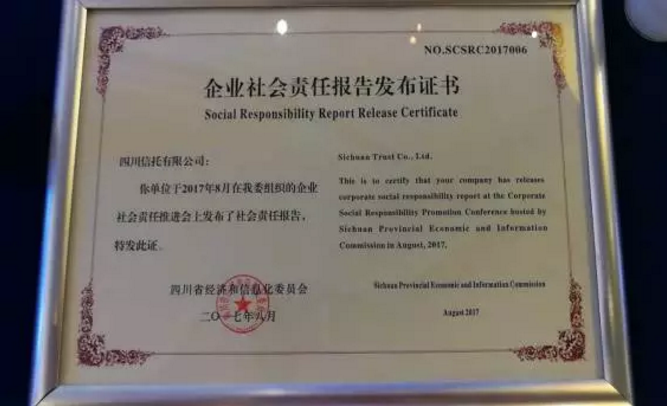 NO.SCSRC2017006
企业社会责任报告发布证书
Social Responsibility Report Release Certificate
四川信托有限公司：
你单位于2017年8月在我委组织的企业
社会责任推进会上发布了社会责任报告，
特发此证。
四川省经济和信息化委员会
二〇一七年八月
Sichuan Trust Co., Ltd.
This is to certify that your company has releases
corporate social responsibility report at the Corporate
Social Responsibility Promotion Conference hosted by
Sichuan Provincial Economic and Information
Commission in August, 2017.
Sichuan Provincial Economic and Information Commission
August 2017